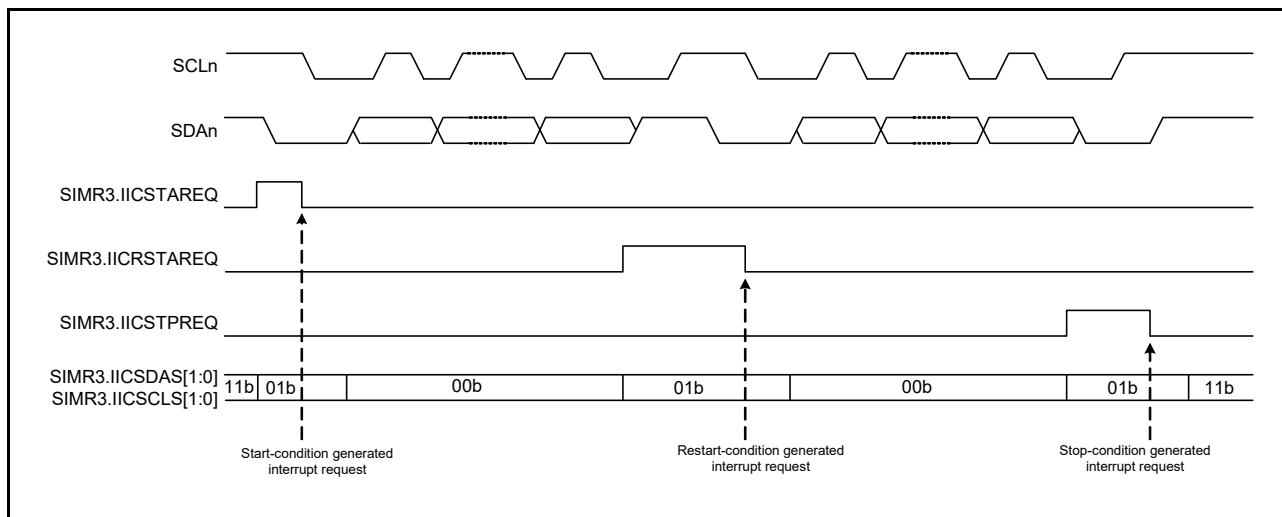 SCLn
SDAn
SIMR3.IICSTAREQ
SIMR3.IICRSTAREQ
SIMR3.IICSTPREQ
SIMR3.IICSDAS[1:0]
SIMR3.IICSCLS[1:0]
11b 01b 00b 01b 00b 01b 11b
Start-condition generated
interrupt request
Restart-condition generated
interrupt request
Stop-condition generated
interrupt request